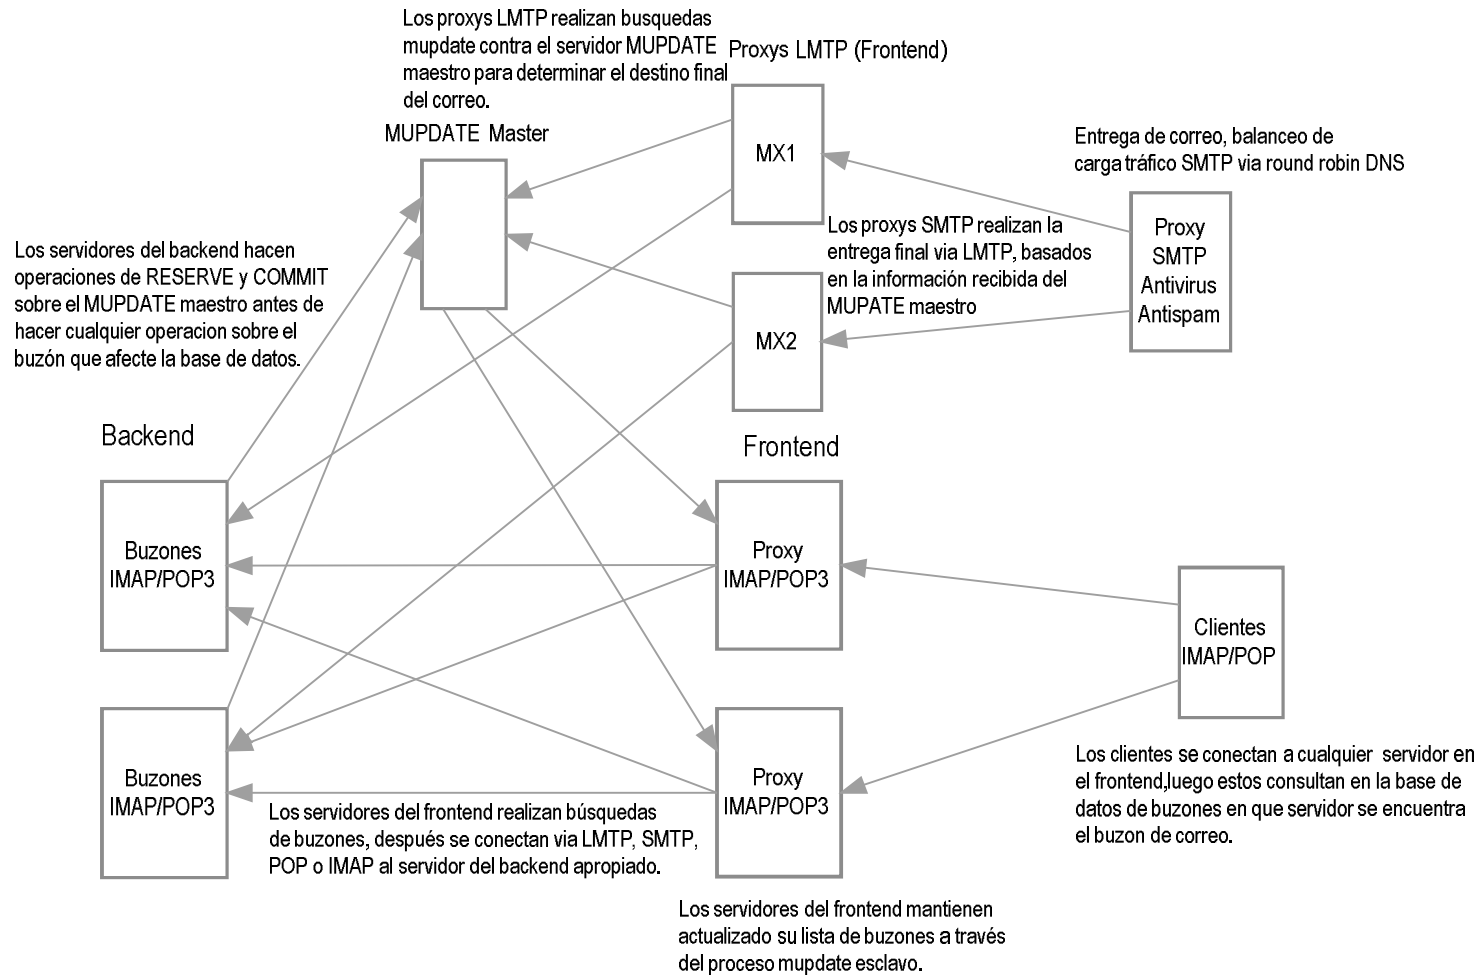 Los proxys LMTP realizan busquedas
mupdate contra el servidor MUPDATE
maestro para determinar el destino final
del correo.
Proxys LMTP (Frontend)
MUPDATE Master
MX1
Entrega de correo, balanceo de
carga tráfico SMTP via round robin DNS
Los proxys SMTP realizan la
entrega final via LMTP, basados
en la información recibida del
MUPATE maestro
Proxy
SMTP
Antivirus
Antispam
Los servidores del backend hacen
operaciones de RESERVE y COMMIT
sobre el MUPDATE maestro antes de
hacer cualquier operacion sobre el
buzón que afecte la base de datos.
MX2
Backend
Frontend
Buzones
IMAP/POP3
Proxy
IMAP/POP3
Clientes
IMAP/POP
Buzones
IMAP/POP3
Proxy
IMAP/POP3
Los clientes se conectan a cualquier servidor en
el frontend,luego estos consultan en la base de
datos de buzones en que servidor se encuentra
el buzon de correo.
Los servidores del frontend realizan búsquedas
de buzones, después se conectan via LMTP, SMTP,
POP o IMAP al servidor del backend apropiado.
Los servidores del frontend mantienen
actualizado su lista de buzones a través
del proceso mupdate esclavo.